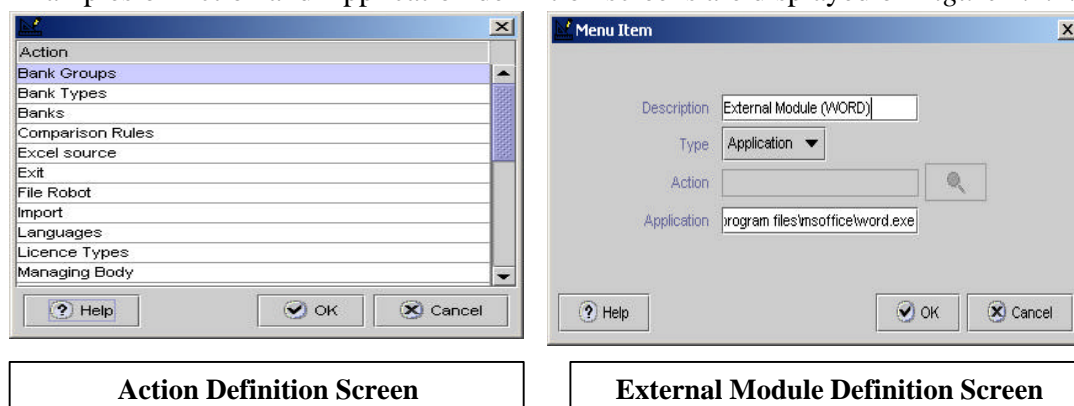 Action
Bank Groups
Bank Types
Banks
Comparison Rules
Excel source
Exit
File Robot
Import
Languages
Licence Types
Managing Body
Help
OK
Cancel
Menu Item
Description External Module (WORD)
Type Application
Action
Application program files\msoffice\word.exe
Help
OK
Cancel
Action Definition Screen
External Module Definition Screen